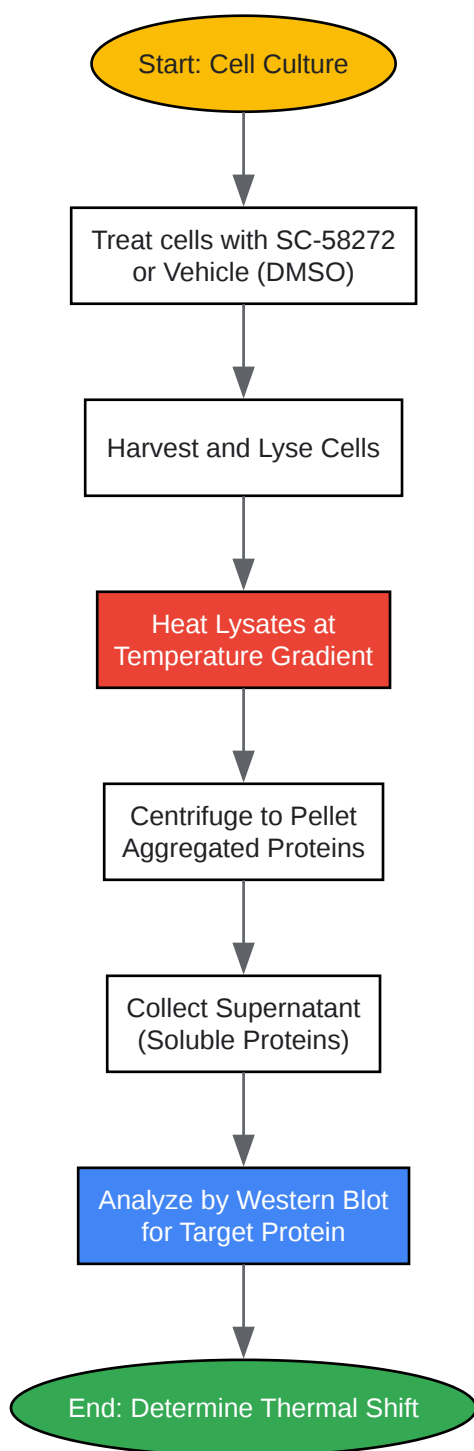 Start: Cell Culture
Treat cells with SC-58272
or Vehicle (DMSO)
Harvest and Lyse Cells
Heat Lysates at
Temperature Gradient
Centrifuge to Pellet
Aggregated Proteins
Collect Supernatant
(Soluble Proteins)
Analyze by Western Blot
for Target Protein
End: Determine Thermal Shift